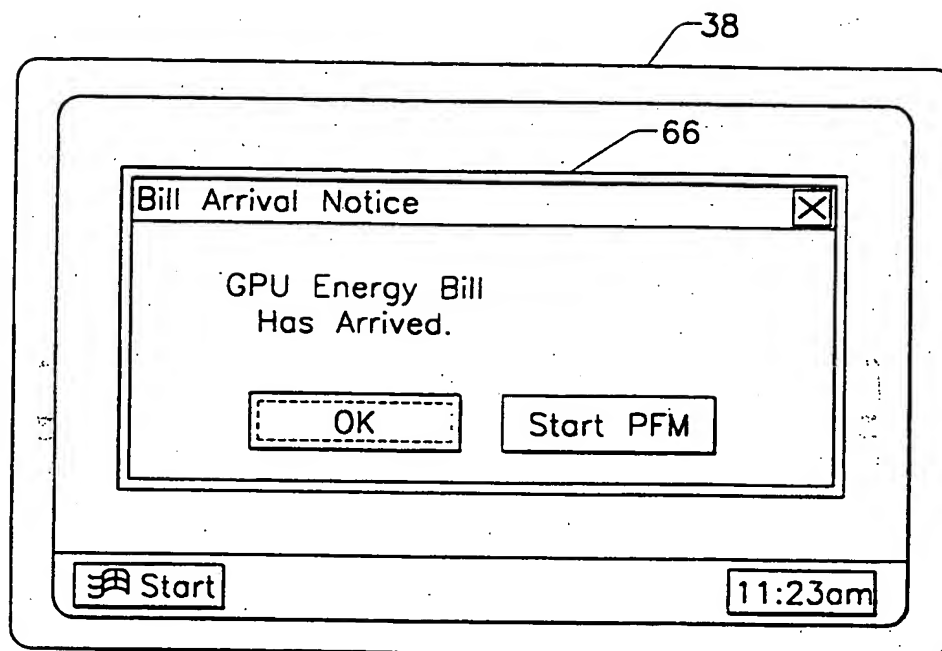 38
66
Bill Arrival Notice
GPU Energy Bill
Has Arrived.
OK
Start PFM
Start
11:23am